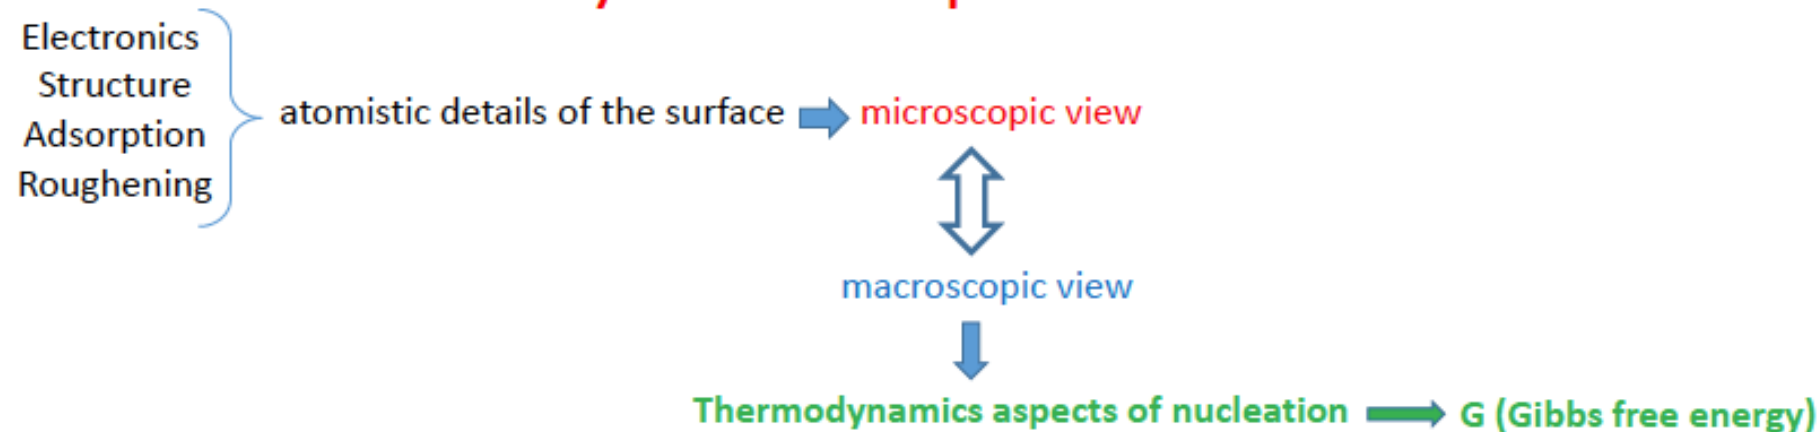 Electronics
Structure
Adsorption
Roughening
atomistic details of the surface
microscopic view
macroscopic view
Thermodynamics aspects of nucleation
G (Gibbs free energy)